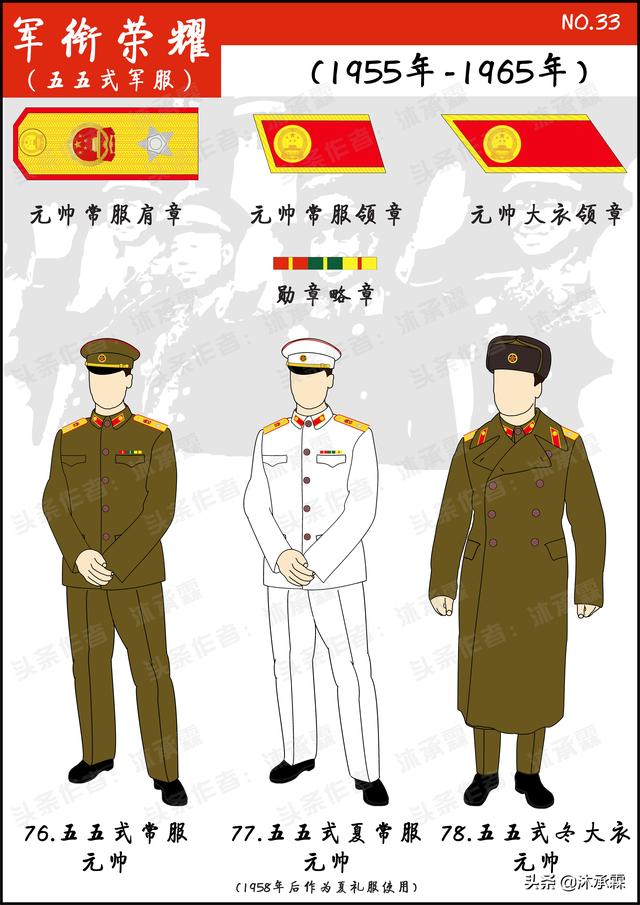 军衔荣耀
（五五式军服）
NO.33
（1955年-1965年）
元帅常服肩章
元帅常服领章
元帅大衣领章
勋章略章
76.五五式常服
元帅
77.五五式夏常服
元帅
（1958年后作为夏礼服使用）
78.五五式冬大衣
元帅
头条作者：沐承霖
头条 @沐承霖